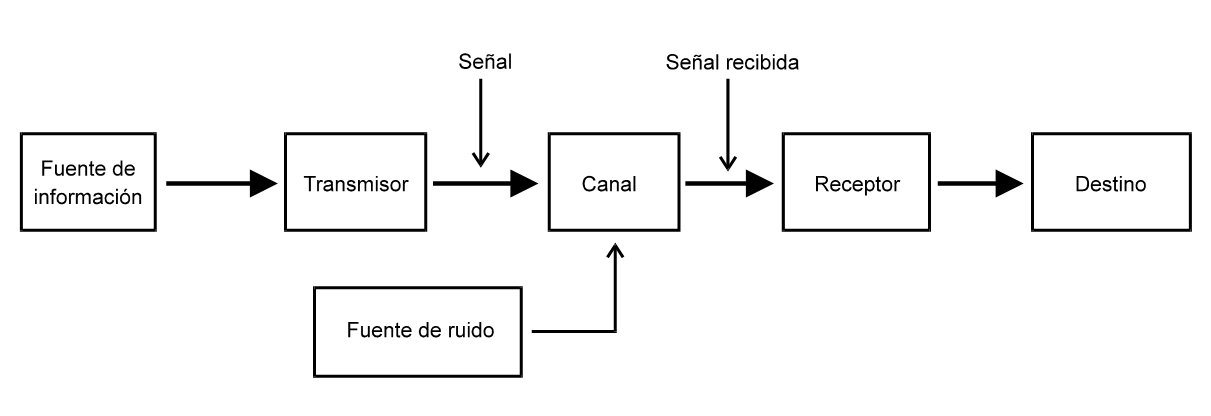 Señal
Señal recibida
Fuente de
información
Transmisor
Canal
Receptor
Destino
Fuente de ruido